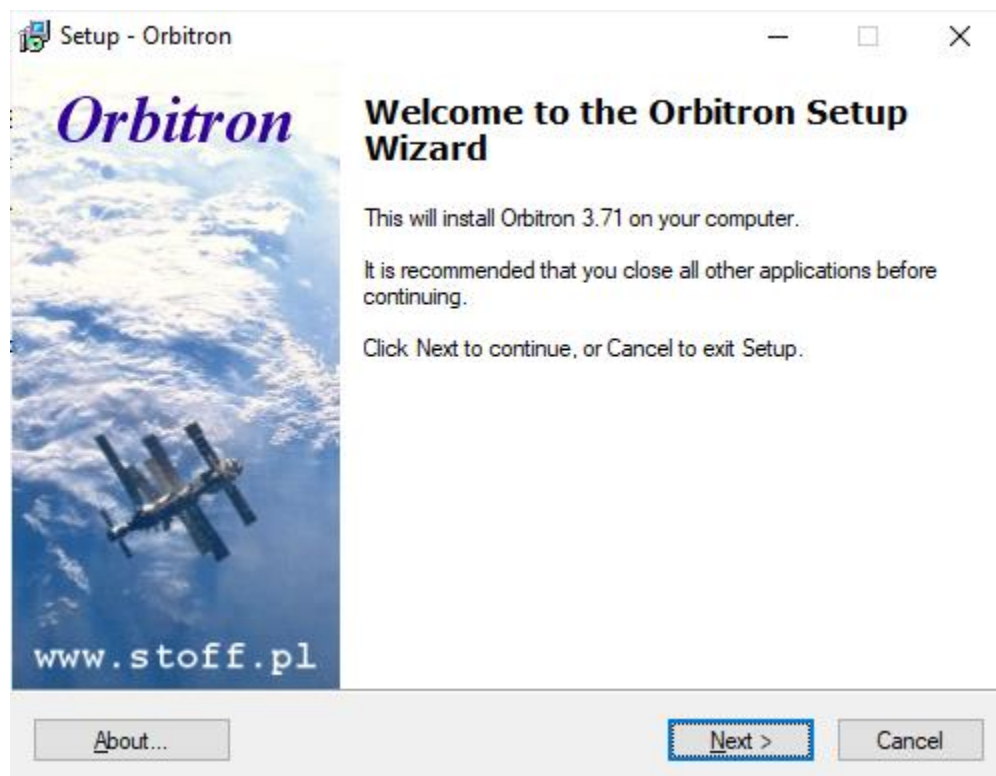 Setup - Orbitron
Orbitron
Welcome to the Orbitron Setup
Wizard
This will install Orbitron 3.71 on your computer.
It is recommended that you close all other applications before
continuing.
Click Next to continue, or Cancel to exit Setup.
www.stoff.pl
About...
Next >
Cancel